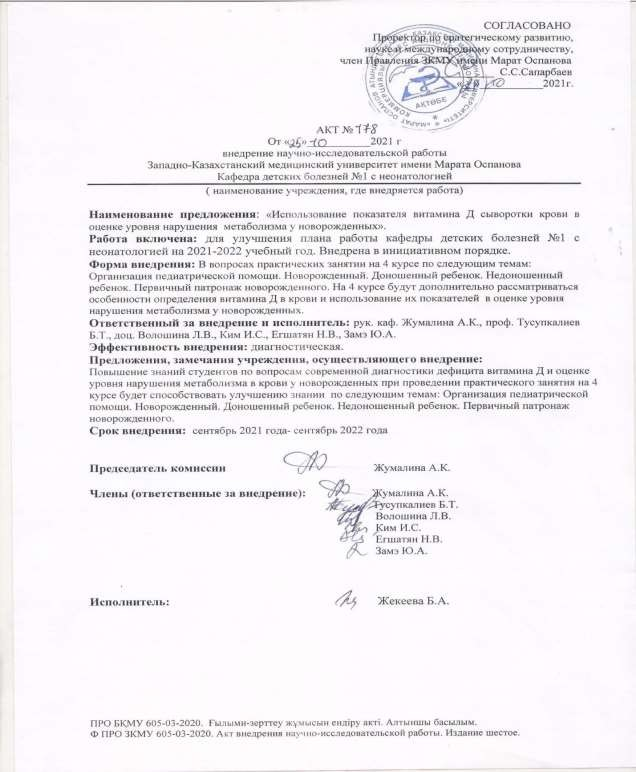 СОГЛАСОВАНО
Проректор по сратегическому развитию,
науке и международному сотрудничеству,
член Правления ЗКМУ имени Марат Оспанова
С.С.Сапарбаев
10 2021г.
АКТОБЕ
АКТ № 178
От «25» 10 2021 г
внедрение научно-исследовательской работы
Западно-Казахстанский медицинский университет имени Марата Оспанова
Кафедра детских болезней №1 с неонатологией
( наименование учреждения, где внедряется работа)
Наименование предложения: «Использование показателя витамина Д сыворотки крови в
оценке уровня нарушения метаболизма у новорожденных».
Работа включена: для улучшения плана работы кафедры детских болезней №1 с
неонатологией на 2021-2022 учебный год. Внедрена в инициативном порядке.
Форма внедрения: В вопросах практических занятии на 4 курсе по следующим темам:
Организация педиатрической помощи. Новорожденный. Доношенный ребенок. Недоношенный
ребенок. Первичный патронаж новорожденного. На 4 курсе будут дополнительно рассматриваться
особенности определения витамина Д в крови и использование их показателей в оценке уровня
нарушения метаболизма у новорожденных.
Ответственный за внедрение и исполнитель: рук. каф. Жумалина А.К., проф. Тусупкалиев
Б.Т., доц. Волошина Л.В., Ким И.С., Егшатян Н.В., Замэ Ю.А.
Эффективность внедрения: диагностическая.
Предложения, замечания учреждения, осуществляющего внедрение:
Повышение знаний студентов по вопросам современной диагностики дефицита витамина Д и оценке
уровня нарушения метаболизма в крови у новорожденных при проведении практического занятия на 4
курсе будет способствовать улучшению знании по следующим темам: Организация педиатрической
помощи. Новорожденный. Доношенный ребенок. Недоношенный ребенок. Первичный патронаж
новорожденного.
Срок внедрения: сентябрь 2021 года- сентябрь 2022 года
Председатель комиссии Жумалина А.К.
Члены (ответственные за внедрение): Жумалина А.К.
Тусупкалиев Б.Т.
Волошина Л.В.
Ким И.С.
Егшатян Н.В.
Замэ Ю.А.
Исполнитель: Жекеева Б.А.
ПРО БҚМУ 605-03-2020. Ғылыми-зерттеу жұмысын ендіру акті. Алтыншы басылым.
Ф ПРО ЗКМУ 605-03-2020. Акт внедрения научно-исследовательской работы. Издание шестое.